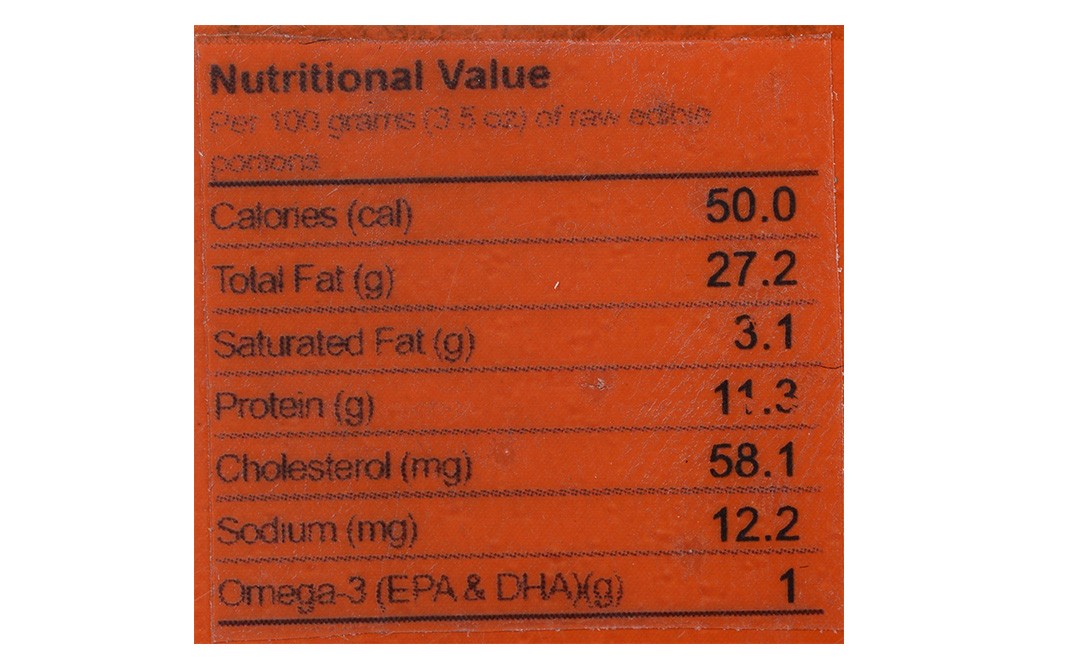 Nutritional Value
Per 100 grams (3.5 oz) of raw edible
portions
Calories (cal) 50.0
Total Fat (g) 27.2
Saturated Fat (g) 3.1
Protein (g) 11.3
Cholesterol (mg) 58.1
Sodium (mg) 12.2
Omega-3 (EPA & DHA)(g) 1